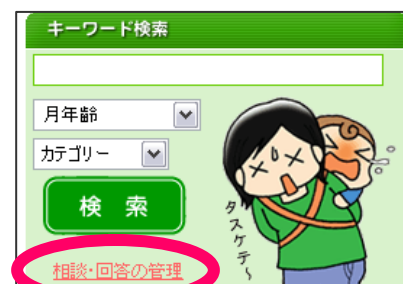 キーワード検索
月年齢
カテゴリー
検 索
タスケテ～
相談・回答の管理